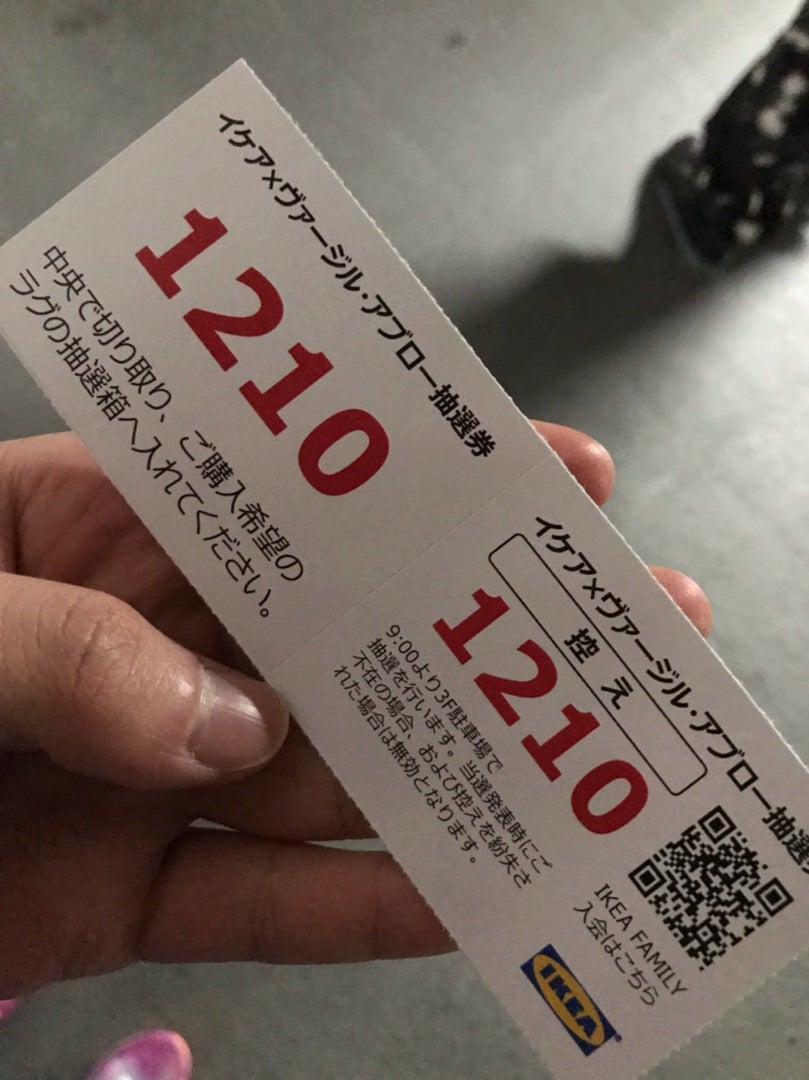 イケア×ヴァージル・アブロー抽選券
1210
中央で切り取り、ご購入希望の
ラグの抽選箱へ入れてください。
イケア×ヴァージル・アブロー抽選
控え
1210
9:00より3F駐車場で
抽選を行います。当選発表時にご
不在の場合、および控えを紛失さ
れた場合は無効となります。
IKEA FAMILY
入会はこちら
IKEA